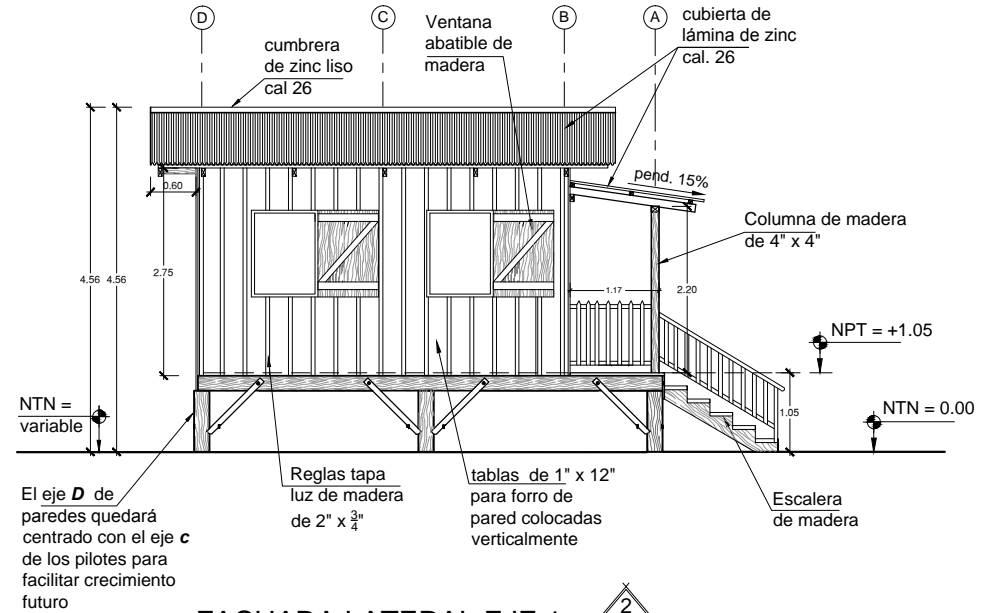 D
C
B
A
cumbrera
de zinc liso
cal 26
Ventana
abatible de
madera
cubierta de
lámina de zinc
cal. 26
pend. 15%
0.60
Columna de madera
de 4" x 4"
4.56
4.56
2.75
1.17
2.20
NPT = +1.05
NTN =
variable
1.05
NTN = 0.00
El eje D de
paredes quedará
centrado con el eje c
de los pilotes para
facilitar crecimiento
futuro
Reglas tapa
luz de madera
de 2" x 3/4"
tablas de 1" x 12"
para forro de
pared colocadas
verticalmente
Escalera
de madera
2